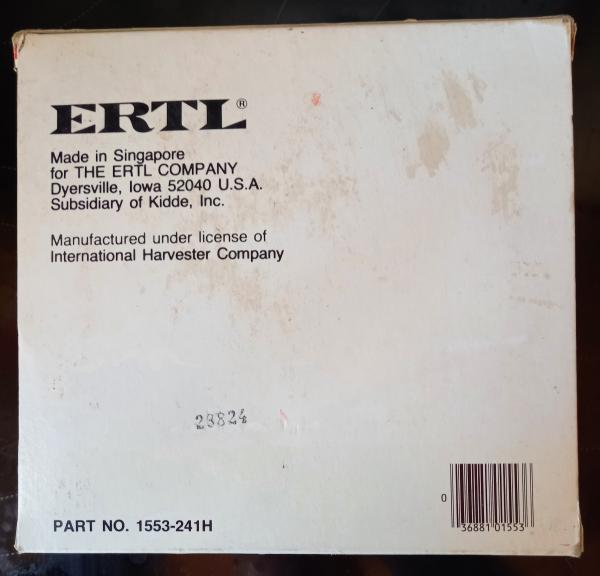 ERTL®
Made in Singapore
for THE ERTL COMPANY
Dyersville, Iowa 52040 U.S.A.
Subsidiary of Kidde, Inc.
Manufactured under license of
International Harvester Company
23824
0
36881 01553
PART NO. 1553-241H